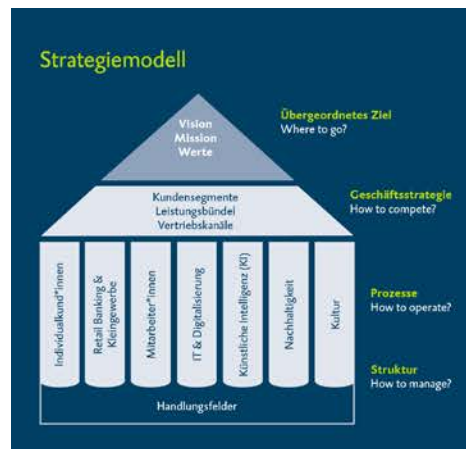 Strategiemodell
Vision
Mission
Werte
Übergeordnetes Ziel
Where to go?
Kundensegmente
Leistungsbündel
Vertriebskanäle
Geschäftsstrategie
How to compete?
Individualkund*innen
Retail Banking &
Kleingewerbe
Mitarbeiter*innen
IT & Digitalisierung
Künstliche Intelligenz (KI)
Nachhaltigkeit
Kultur
Prozesse
How to operate?
Struktur
How to manage?
Handlungsfelder